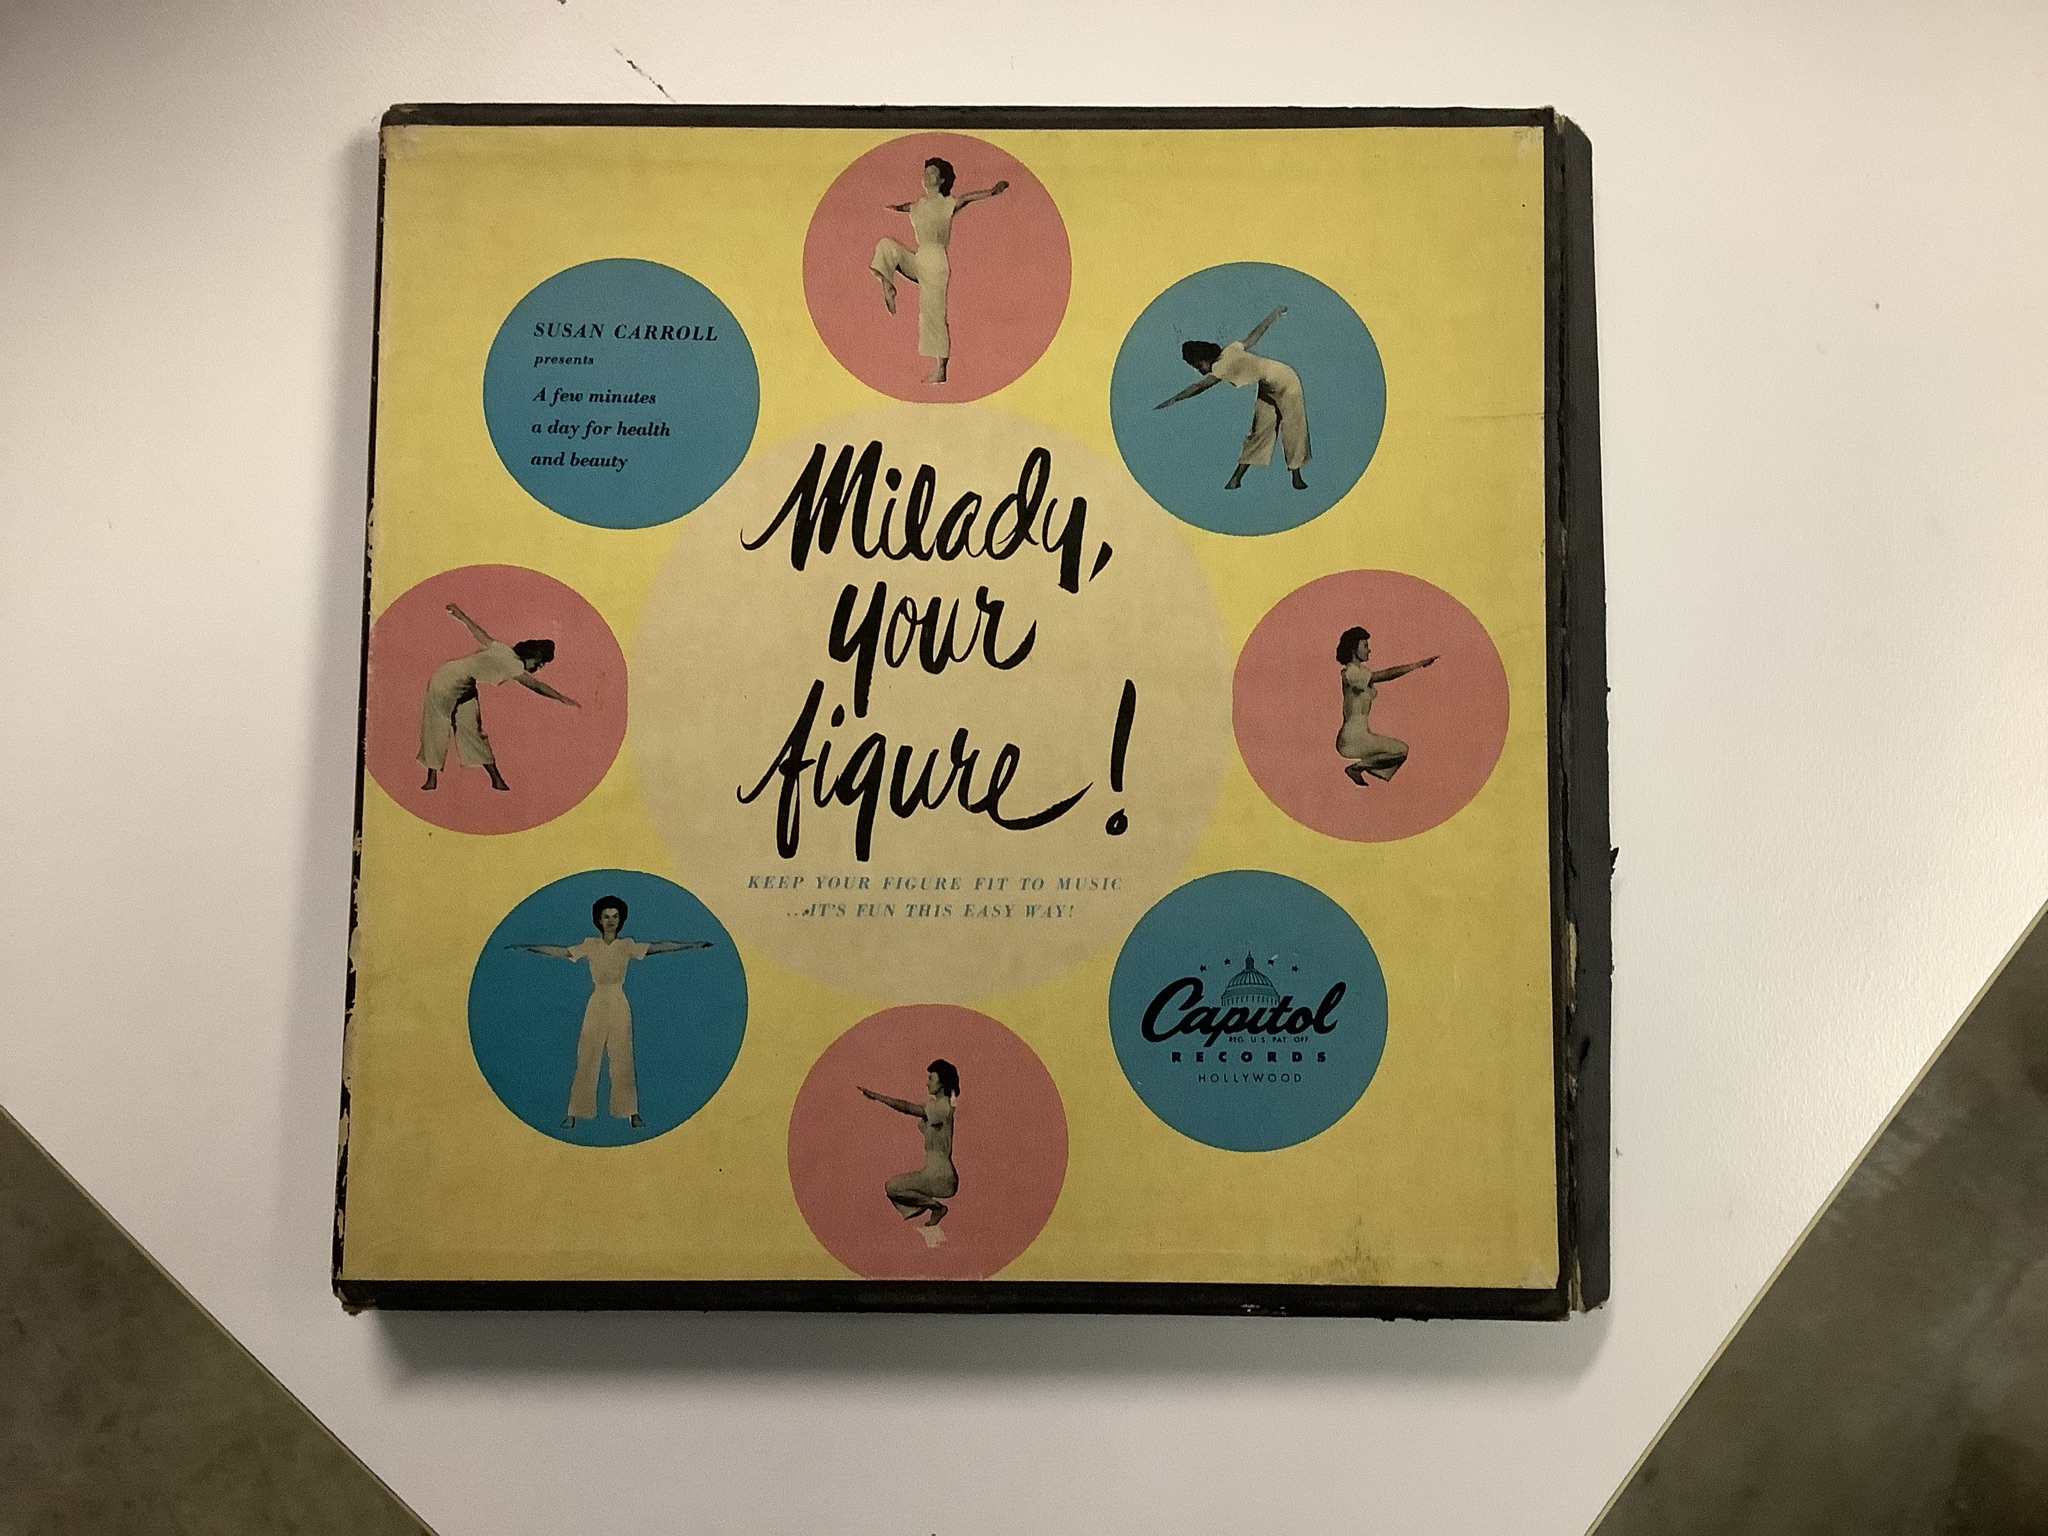 SUSAN CARROLL
presents
A few minutes
a day for health
and beauty
Milady,
your
figure!
KEEP YOUR FIGURE FIT TO MUSIC
...IT'S FUN THIS EASY WAY!
Capitol
REG. U.S. PAT. OFF.
RECORDS
HOLLYWOOD